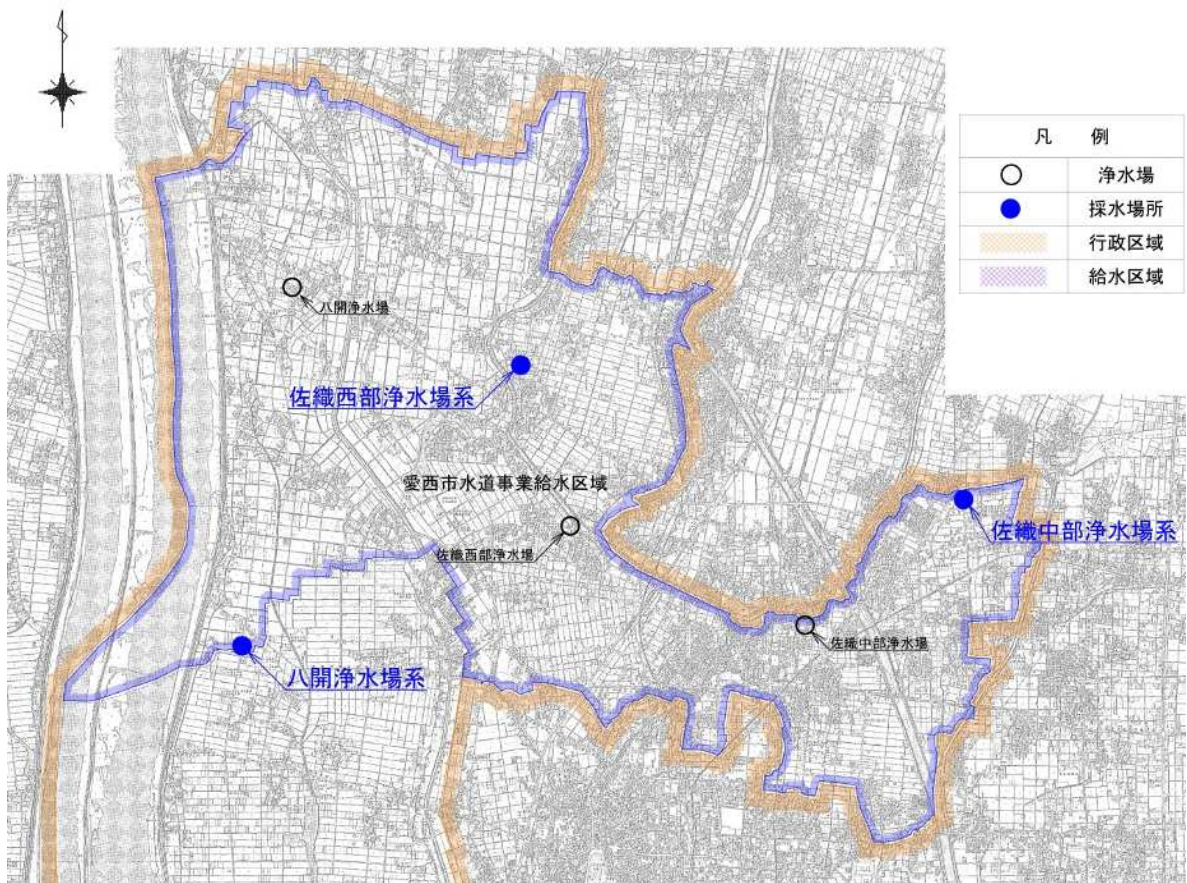 凡 例
浄水場
採水場所
行政区域
給水区域
八開浄水場
佐織西部浄水場系
愛西市水道事業給水区域
佐織西部浄水場
佐織中部浄水場系
佐織中部浄水場
八開浄水場系